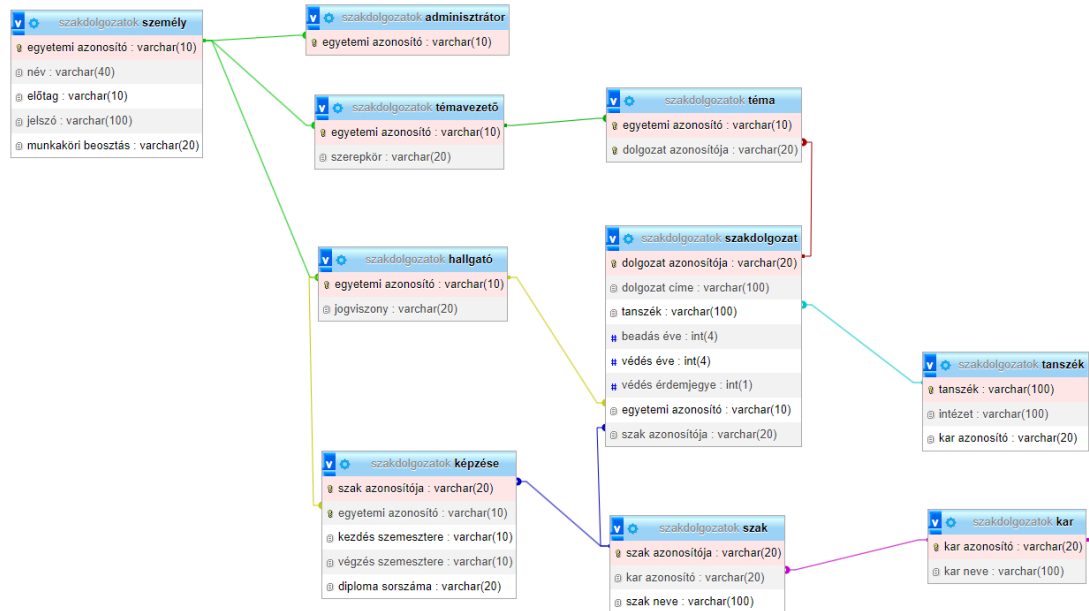 szakdolgozatok személy
egyetemi azonosító : varchar(10)
név : varchar(40)
előtag : varchar(10)
jelszó : varchar(100)
munkaköri beosztás : varchar(20)
szakdolgozatok adminisztrátor
egyetemi azonosító : varchar(10)
szakdolgozatok témavezető
egyetemi azonosító : varchar(10)
szerepkör : varchar(20)
szakdolgozatok téma
egyetemi azonosító : varchar(10)
dolgozat azonosítója : varchar(20)
szakdolgozatok hallgató
egyetemi azonosító : varchar(10)
jogviszony : varchar(20)
szakdolgozatok szakdolgozat
dolgozat azonosítója : varchar(20)
dolgozat címe : varchar(100)
tanszék : varchar(100)
# beadás éve : int(4)
# védés éve : int(4)
# védés érdemjegye : int(1)
egyetemi azonosító : varchar(10)
szak azonosítója : varchar(20)
szakdolgozatok tanszék
tanszék : varchar(100)
intézet : varchar(100)
kar azonosító : varchar(20)
szakdolgozatok képzése
szak azonosítója : varchar(20)
egyetemi azonosító : varchar(10)
kezdés szemesztere : varchar(10)
végzés szemesztere : varchar(10)
diploma sorszáma : varchar(20)
szakdolgozatok szak
szak azonosítója : varchar(20)
kar azonosító : varchar(20)
szak neve : varchar(100)
szakdolgozatok kar
kar azonosító : varchar(20)
kar neve : varchar(100)